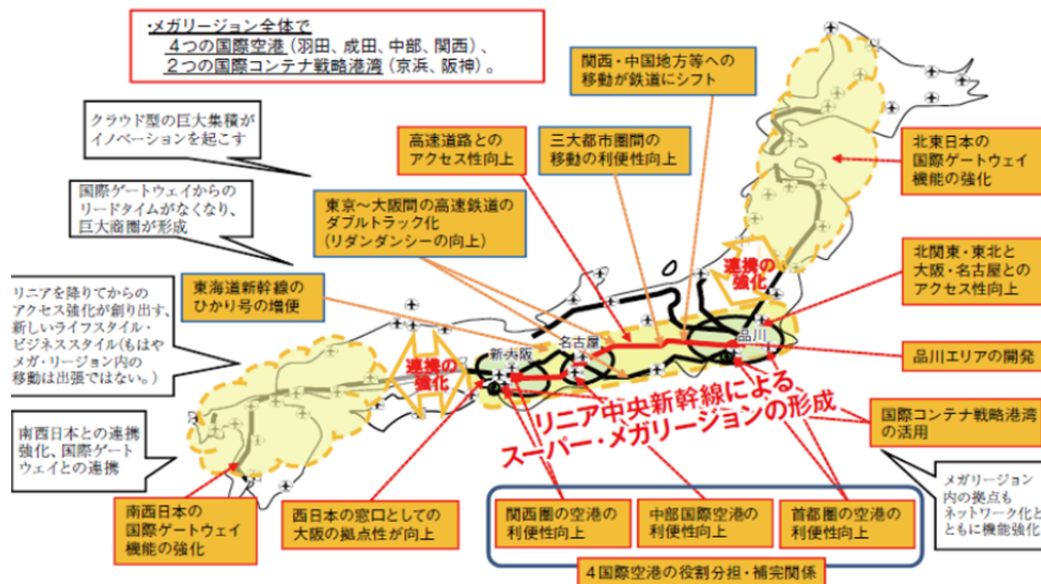 ・メガリージョン全体で
４つの国際空港(羽田、成田、中部、関西)、
２つの国際コンテナ戦略港湾(京浜、阪神)。
関西・中国地方等への
移動が鉄道にシフト
クラウド型の巨大集積が
イノベーションを起こす
高速道路との
アクセス性向上
三大都市圏間の
移動の利便性向上
北東日本の
国際ゲートウェイ
機能の強化
国際ゲートウェイからの
リードタイムがなくなり、
巨大商圏が形成
東京～大阪間の高速鉄道の
ダブルトラック化
(リダンダンシーの向上)
連携の
強化
北関東・東北と
大阪・名古屋との
アクセス性向上
東海道新幹線の
ひかり号の増便
リニアを降りてからの
アクセス強化が創り出す、
新しいライフスタイル・
ビジネススタイル(もはや
メガ・リージョン内の
移動は出張ではない。)
新大阪
名古屋
品川
連携の
強化
品川エリアの開発
リニア中央新幹線による
スーパー・メガリージョンの形成
国際コンテナ戦略港湾
の活用
南西日本との連携
強化、国際ゲート
ウェイとの連携
メガリージョン
内の拠点も
ネットワーク化と
ともに機能強化
南西日本の
国際ゲートウェイ
機能の強化
西日本の窓口としての
大阪の拠点性が向上
関西圏の空港の
利便性向上
中部国際空港の
利便性向上
首都圏の空港の
利便性向上
４国際空港の役割分担・補完関係